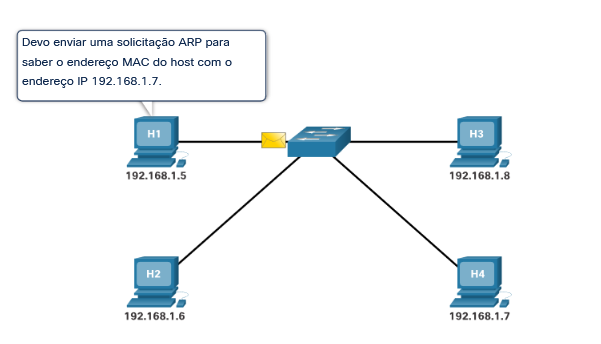 Devo enviar uma solicitação ARP para
saber o endereço MAC do host com o
endereço IP 192.168.1.7.
H1
192.168.1.5
H3
192.168.1.8
H2
192.168.1.6
H4
192.168.1.7